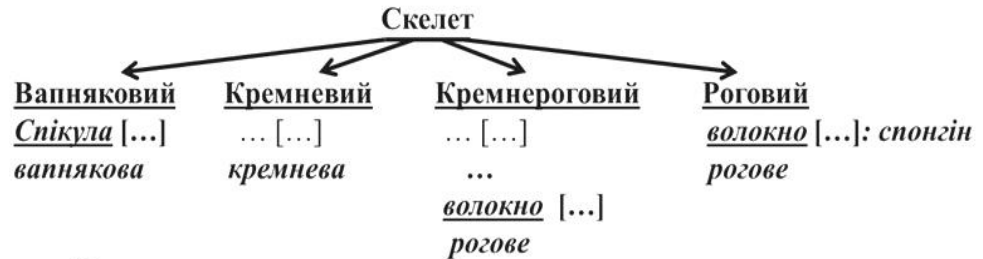 Скелет
Вапняковий Кремневий Кремнероговий Роговий
Спікула […] … […] … […] волокно […]: спонгін
вапнякова кремнева … рогове
волокно […]
рогове